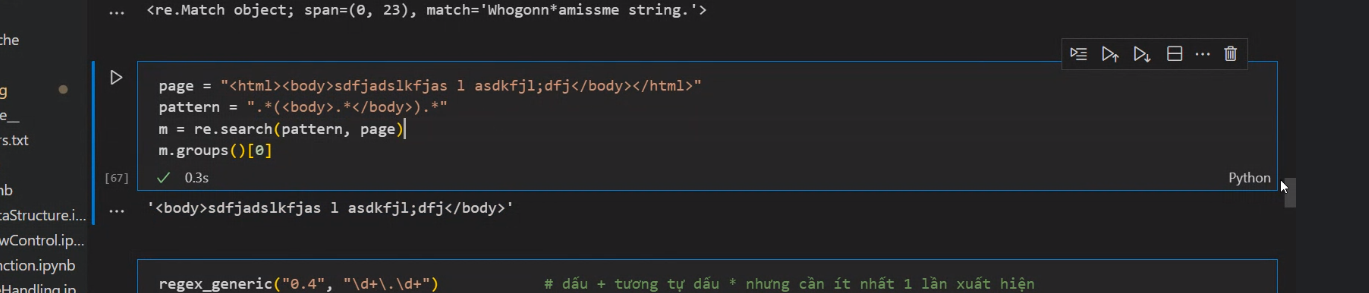 ... <re.Match object; span=(0, 23), match='Whogonn*amissme string.'>
che
page = "<html><body>sdfjadslkfjas l asdkfjl;dfj</body></html>"
g
pattern = ".*(<body>.*</body>).*"
e__
m = re.search(pattern, page)
rs.txt
m.groups()[0]
[67] ✓ 0.3s
Python
nb
... '<body>sdfjadslkfjas l asdkfjl;dfj</body>'
taStructure.i...
wControl.ip...
nction.ipynb
regex_generic("0.4", "\d+\.\d+") # dấu + tương tự dấu * nhưng cần ít nhất 1 lần xuất hiện
eHandling.ip